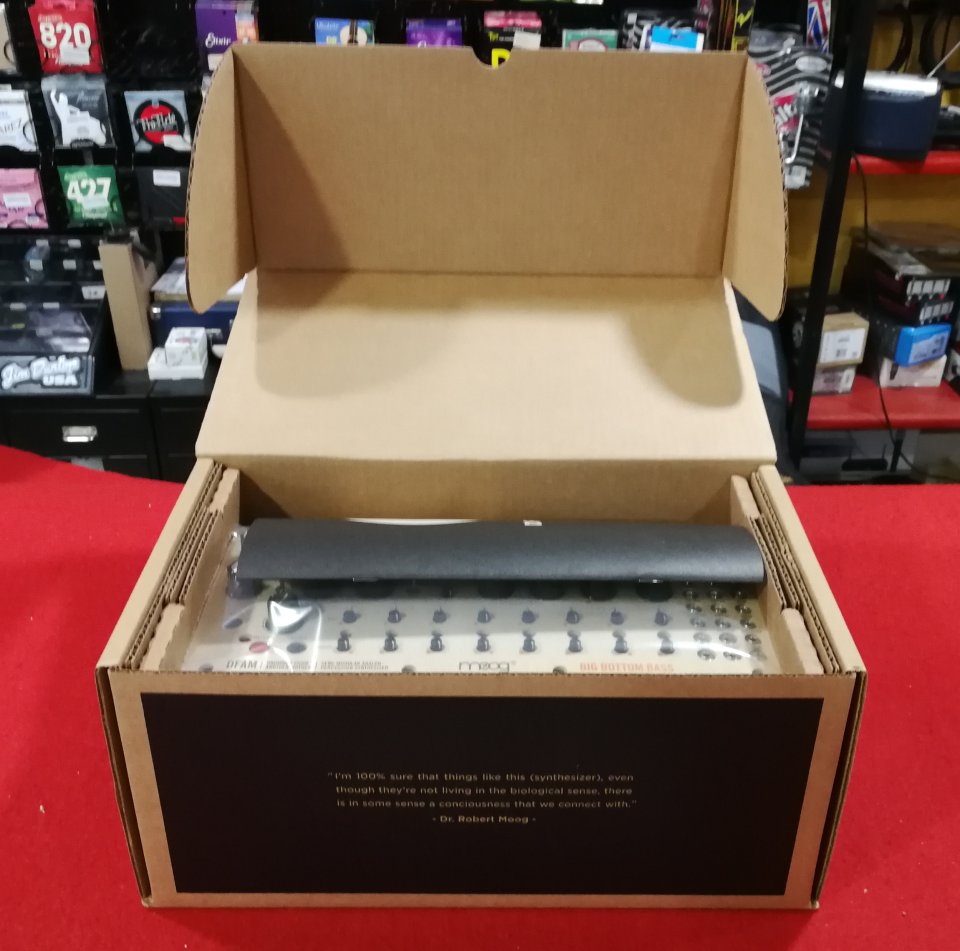 820
Elixir
ProTide
427
Jim Dunlop
USA
DFAM
moog
BIG BOTTOM BASS
"I'm 100% sure that things like this (synthesizer), even
though they're not living in the biological sense, there
is in some sense a conciousness that we connect with."
- Dr. Robert Moog -